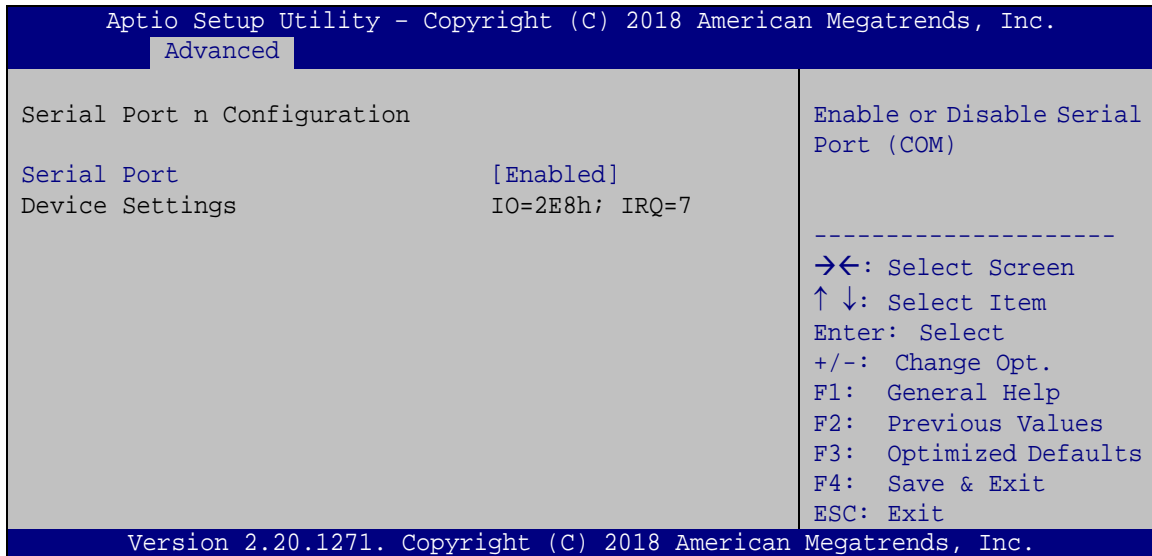 Aptio Setup Utility – Copyright (C) 2018 American Megatrends, Inc.
Advanced
Serial Port n Configuration
Serial Port [Enabled]
Device Settings IO=2E8h; IRQ=7
Enable or Disable Serial
Port (COM)
---------------------
→←: Select Screen
↑ ↓: Select Item
Enter: Select
+/-: Change Opt.
F1: General Help
F2: Previous Values
F3: Optimized Defaults
F4: Save & Exit
ESC: Exit
Version 2.20.1271. Copyright (C) 2018 American Megatrends, Inc.